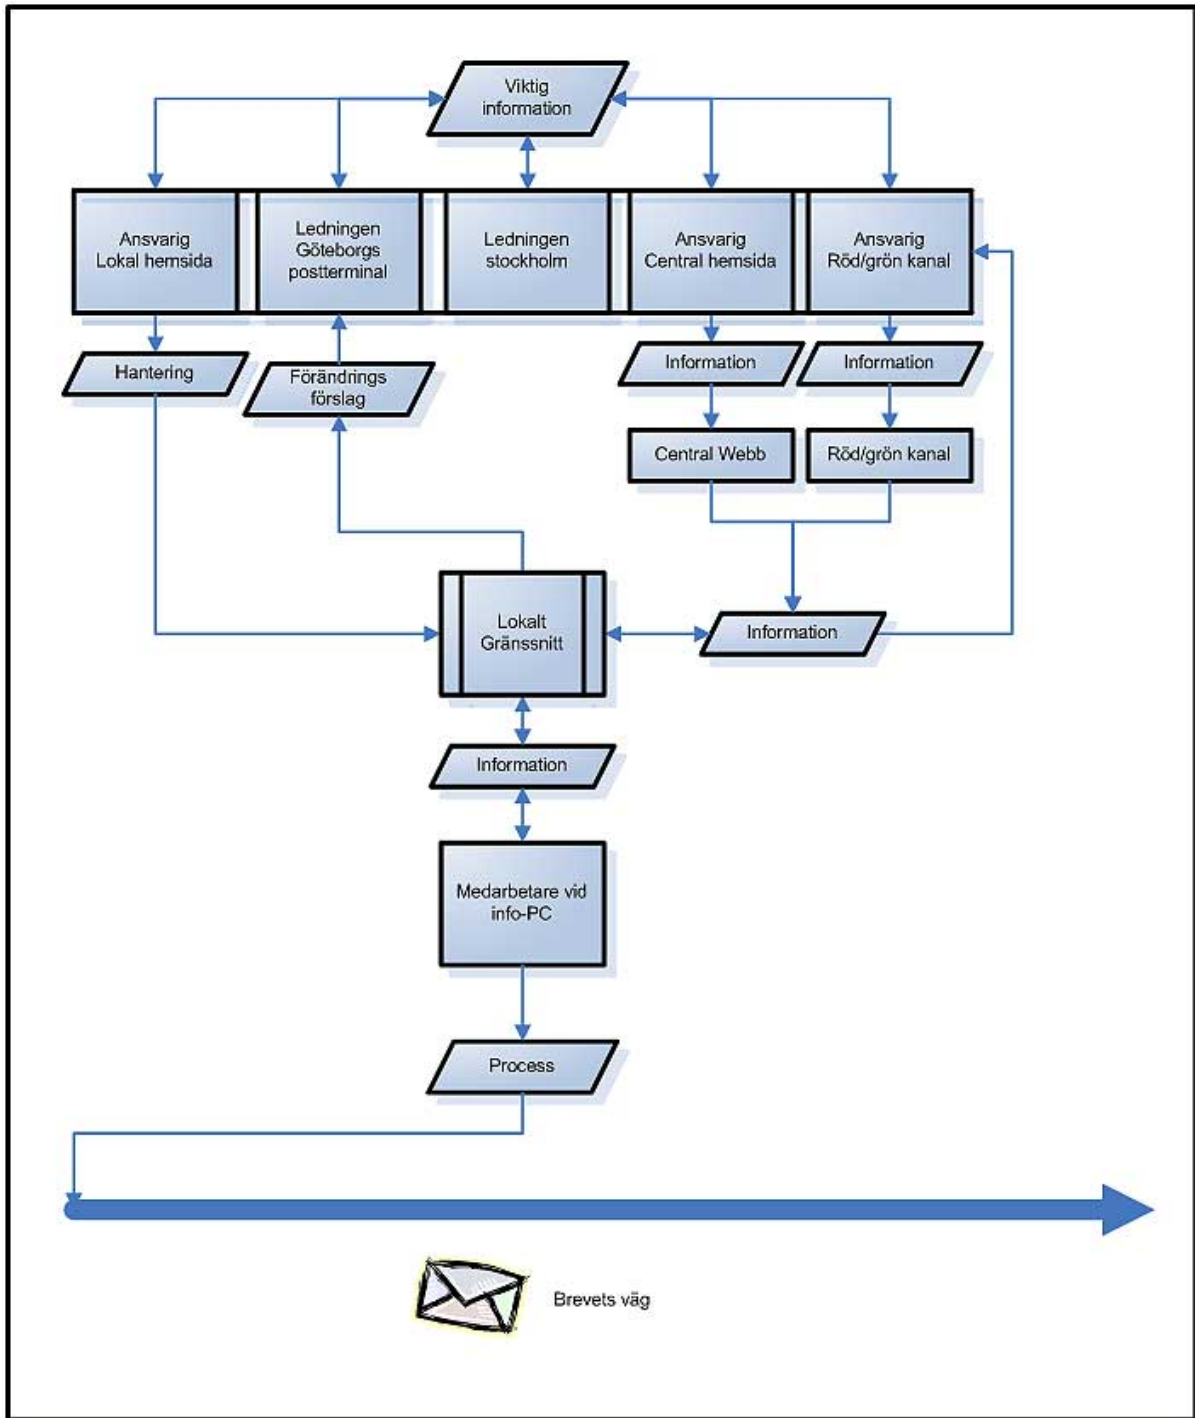 Viktig
information
Ansvarig
Lokal hemsida
Ledningen
Göteborgs
postterminal
Ledningen
stockholm
Ansvarig
Central hemsida
Ansvarig
Röd/grön kanal
Hantering
Förändrings
förslag
Information
Information
Central Webb
Röd/grön kanal
Lokalt
Gränssnitt
Information
Information
Medarbetare vid
info-PC
Process
Brevets väg